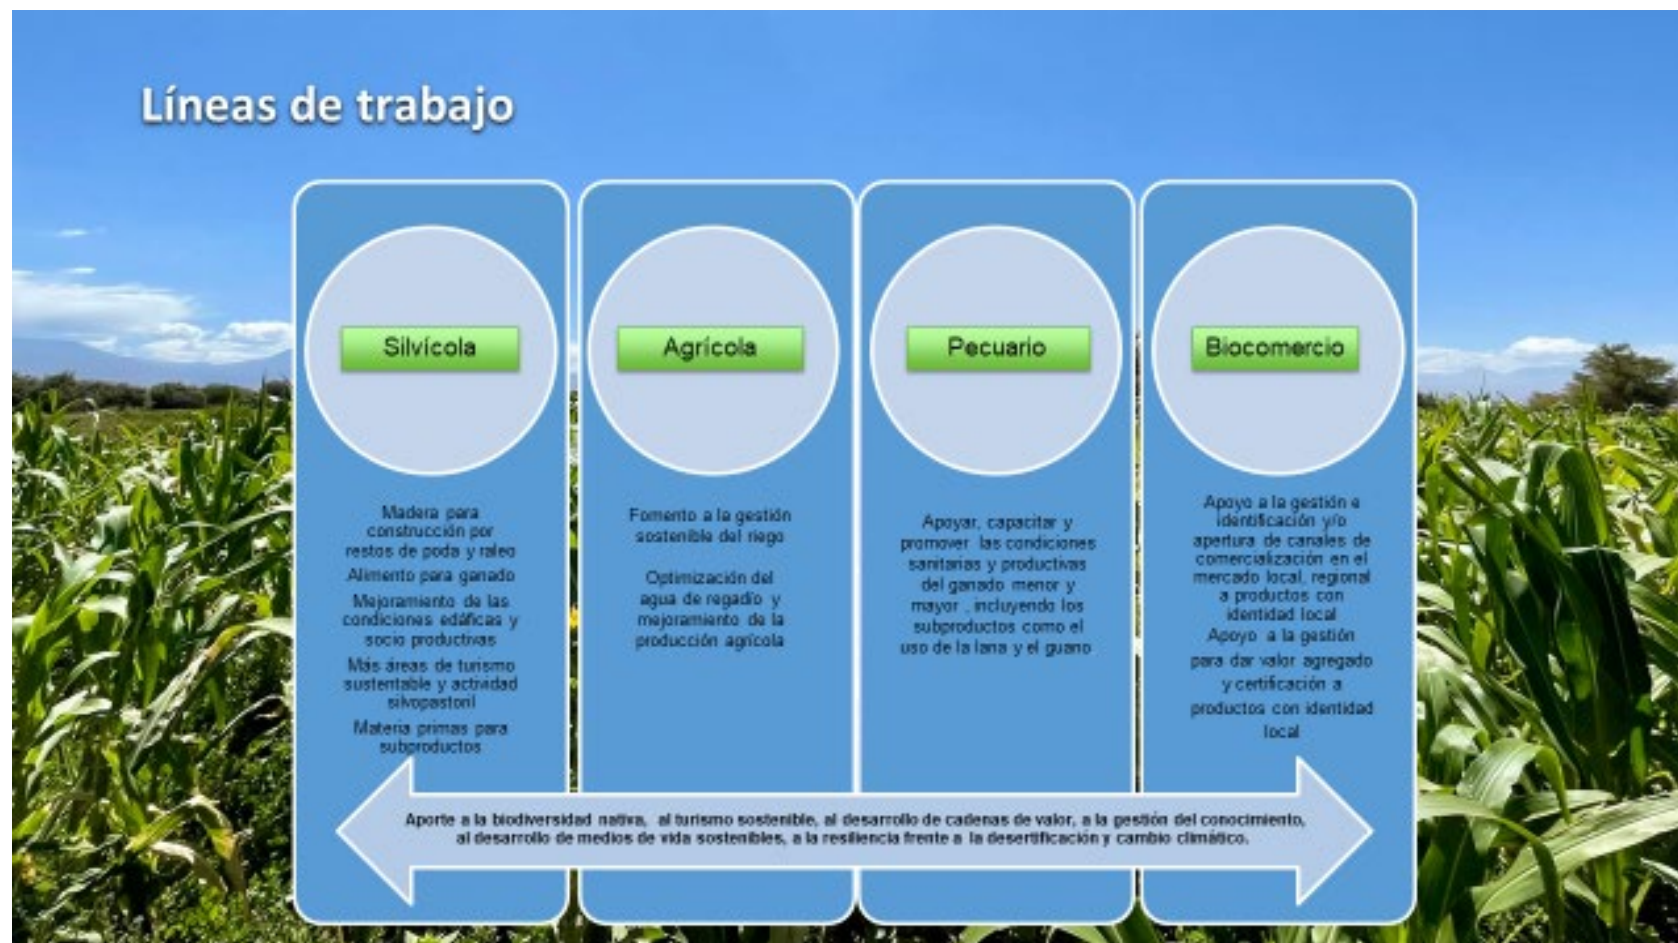 Líneas de trabajo
Silvícola
Madera para
construcción por
restos de poda y raleo
Alimento para ganado
Mejoramiento de las
condiciones edáficas y
socio productivas
Más áreas de turismo
sustentable y actividad
silvopastoril
Materia primas para
subproductos
Agrícola
Fomento a la gestión
sostenible del riego
Optimización del
agua de regadío y
mejoramiento de la
producción agrícola
Pecuario
Apoyar, capacitar y
promover las condiciones
sanitarias y productivas
del ganado menor y
mayor , incluyendo los
subproductos como el
uso de la lana y el guano
Biocomercio
Apoyo a la gestión e
identificación y/o
apertura de canales de
comercialización en el
mercado local, regional
a productos con
identidad local
Apoyo a la gestión
para dar valor agregado
y certificación a
productos con identidad
local
Aporte a la biodiversidad nativa, al turismo sostenible, al desarrollo de cadenas de valor, a la gestión del conocimiento,
al desarrollo de medios de vida sostenibles, a la resiliencia frente a la desertificación y cambio climático.